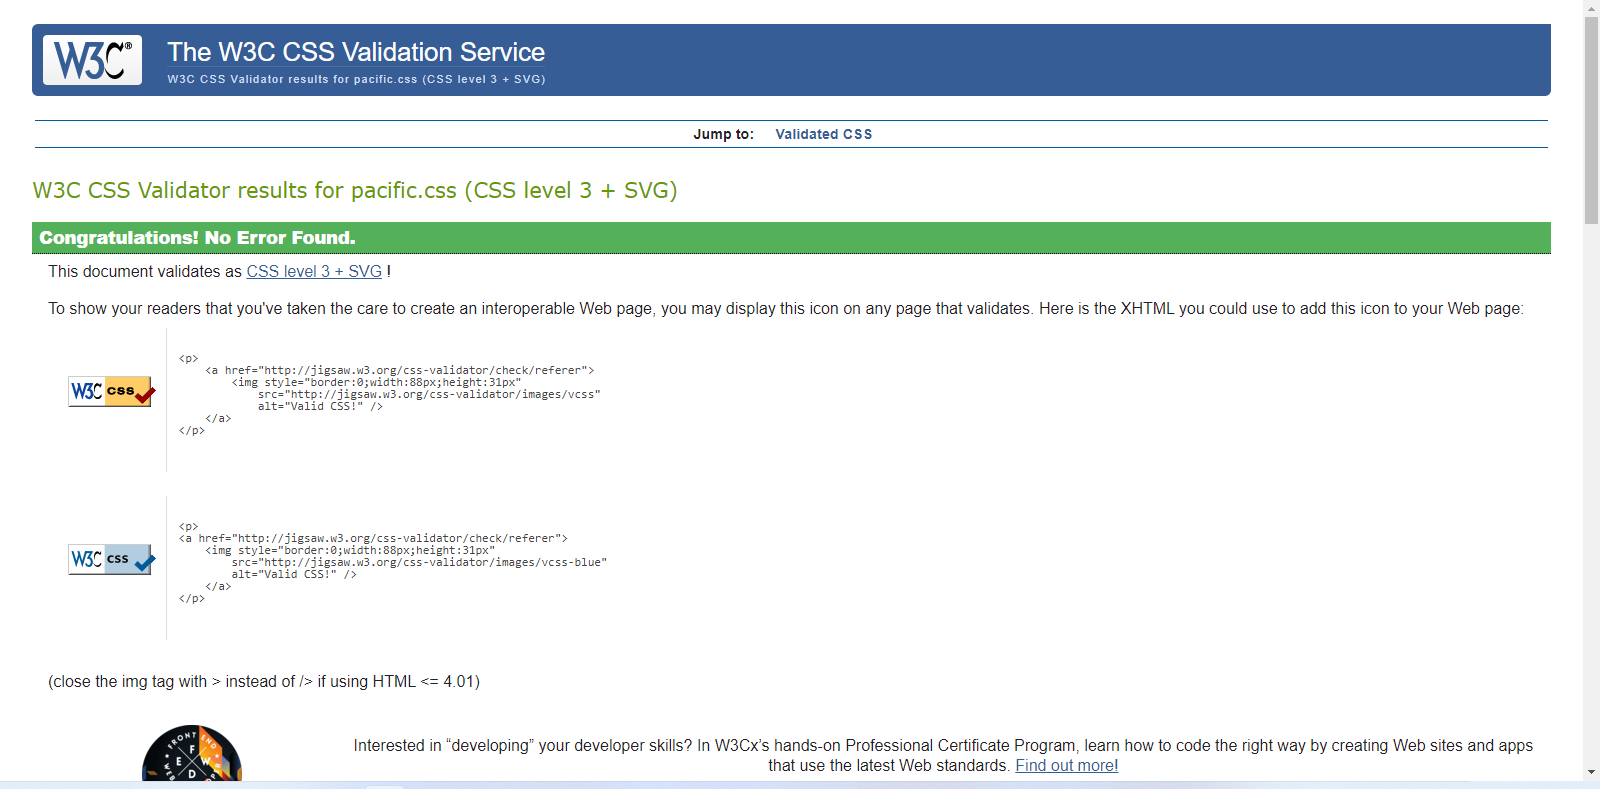 W3C®
The W3C CSS Validation Service
W3C CSS Validator results for pacific.css (CSS level 3 + SVG)
Jump to: Validated CSS
W3C CSS Validator results for pacific.css (CSS level 3 + SVG)
Congratulations! No Error Found.
This document validates as CSS level 3 + SVG !
To show your readers that you've taken the care to create an interoperable Web page, you may display this icon on any page that validates. Here is the XHTML you could use to add this icon to your Web page:
W3C css
<p>
<a href="http://jigsaw.w3.org/css-validator/check/referer">
<img style="border:0;width:88px;height:31px"
src="http://jigsaw.w3.org/css-validator/images/vcss"
alt="Valid CSS!" />
</a>
</p>
W3C css
<p>
<a href="http://jigsaw.w3.org/css-validator/check/referer">
<img style="border:0;width:88px;height:31px"
src="http://jigsaw.w3.org/css-validator/images/vcss-blue"
alt="Valid CSS!" />
</a>
</p>
(close the img tag with > instead of /> if using HTML <= 4.01)
FRONT END
F E W D
Interested in “developing” your developer skills? In W3Cx’s hands-on Professional Certificate Program, learn how to code the right way by creating Web sites and apps
that use the latest Web standards. Find out more!